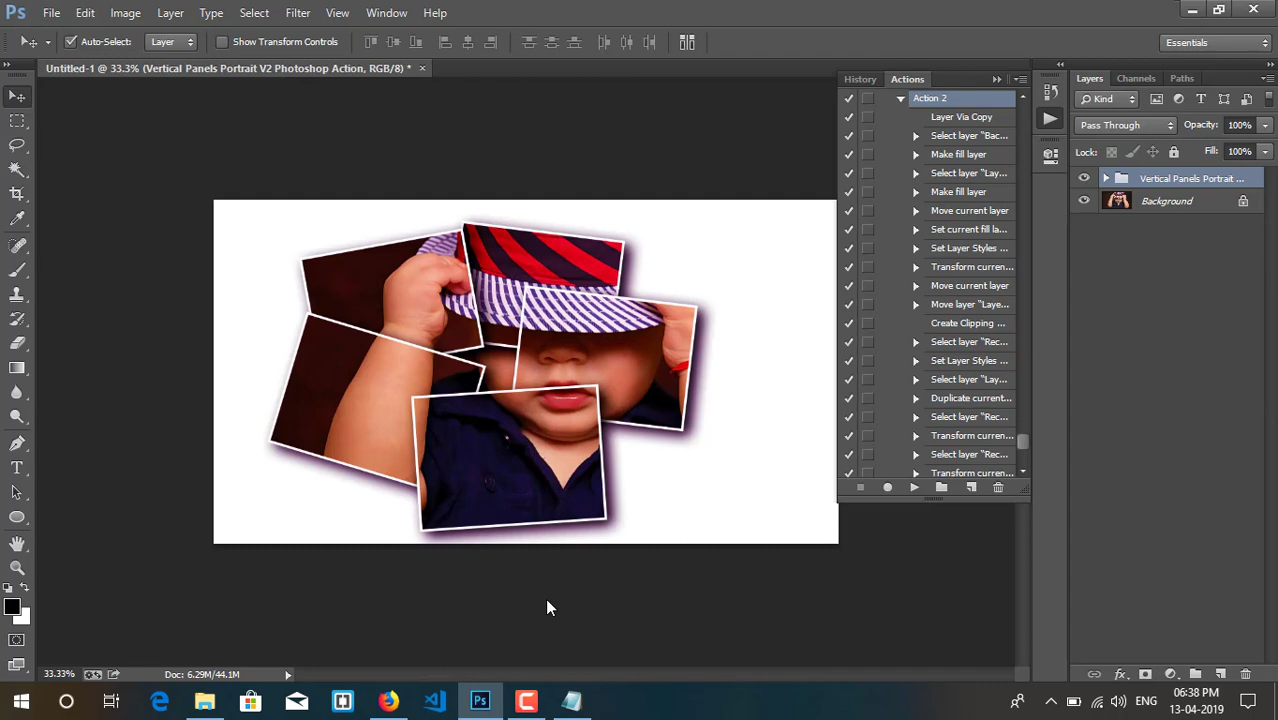 Ps File Edit Image Layer Type Select Filter View Window Help
Auto-Select: Layer Show Transform Controls Essentials
Untitled-1 @ 33.3% (Vertical Panels Portrait V2 Photoshop Action, RGB/8) * ×
History Actions
Action 2
Layer Via Copy
Select layer "Bac...
Make fill layer
Select layer "Lay...
Make fill layer
Move current layer
Set current fill la...
Set Layer Styles ...
Transform curren...
Move current layer
Move layer "Laye...
Create Clipping ...
Select layer "Rec...
Set Layer Styles ...
Select layer "Lay...
Duplicate current...
Select layer "Rec...
Transform curren...
Select layer "Rec...
Transform curren...
Layers Channels Paths
Kind
Pass Through Opacity: 100%
Lock: Fill: 100%
Vertical Panels Portrait ...
Background
33.33% Doc: 6.29M/44.1M
Ps ENG 06:38 PM
13-04-2019